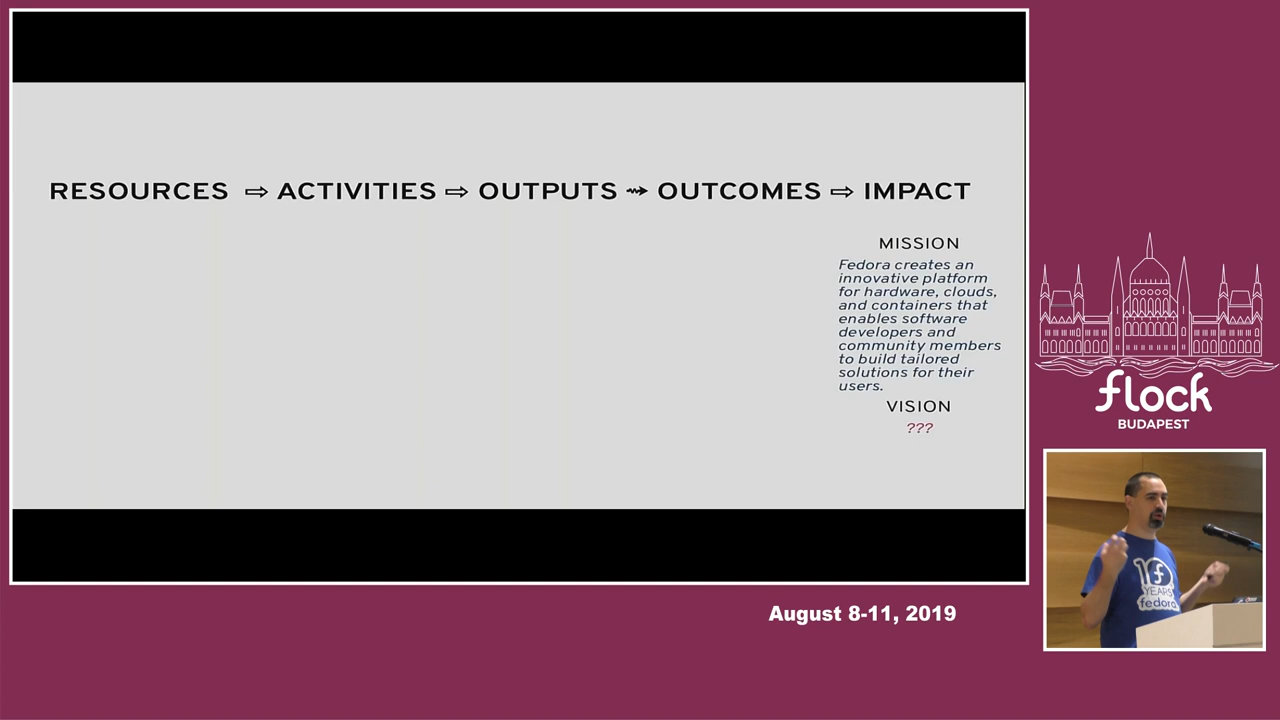 RESOURCES ⇨ ACTIVITIES ⇨ OUTPUTS ⇝ OUTCOMES ⇨ IMPACT
MISSION
Fedora creates an
innovative platform
for hardware, clouds,
and containers that
enables software
developers and
community members
to build tailored
solutions for their
users.
VISION
???
flock
BUDAPEST
10
YEARS
fedora
August 8-11, 2019